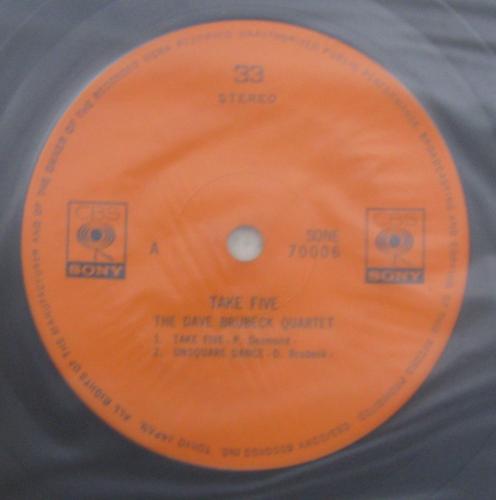 33
STEREO
CBS
SONY
A
SONE
70006
CBS
SONY
TAKE FIVE
THE DAVE BRUBECK QUARTET
1. TAKE FIVE - P. Desmond -
2. UNSQUARE DANCE - D. Brubeck -
ALL RIGHTS OF THE MANUFACTURER AND OF THE OWNER OF THE RECORDED WORK RESERVED UNAUTHORIZED PUBLIC PERFORMANCE BROADCASTING AND COPYING OF THIS RECORD PROHIBITED
CBS/SONY RECORDS INC. TOKYO JAPAN.